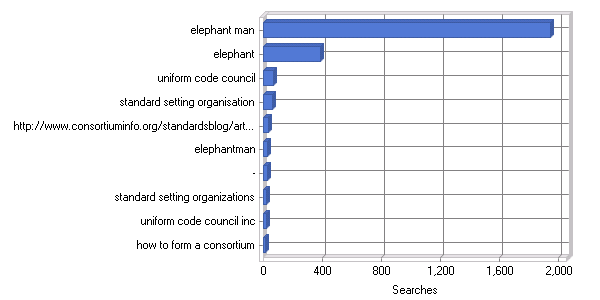 elephant man
elephant
uniform code council
standard setting organisation
http://www.consortiuminfo.org/standardsblog/art...
elephantman
-
standard setting organizations
uniform code council inc
how to form a consortium
0 400 800 1,200 1,600 2,000
Searches